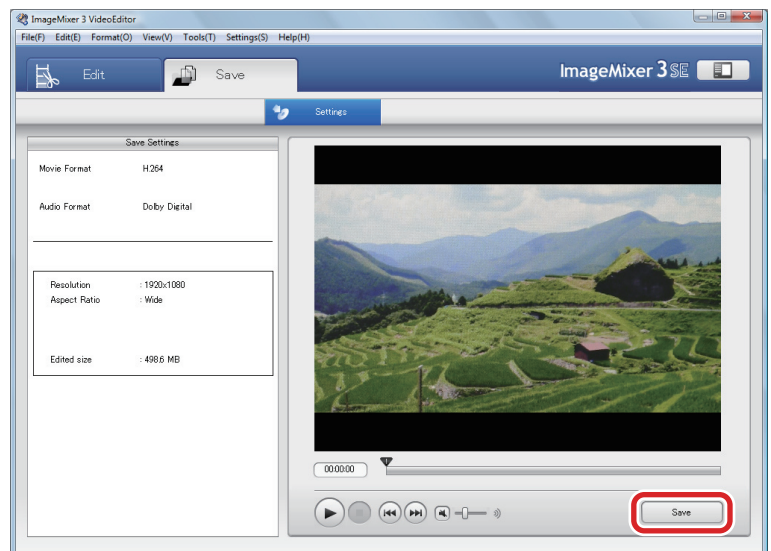 ImageMixer 3 VideoEditor
File(F) Edit(E) Format(O) View(V) Tools(T) Settings(S) Help(H)
Edit
Save
ImageMixer 3 SE
Settings
Save Settings
Movie Format H.264
Audio Format Dolby Digital
Resolution : 1920x1080
Aspect Ratio : Wide
Edited size : 498.6 MB
00:00:00
Save